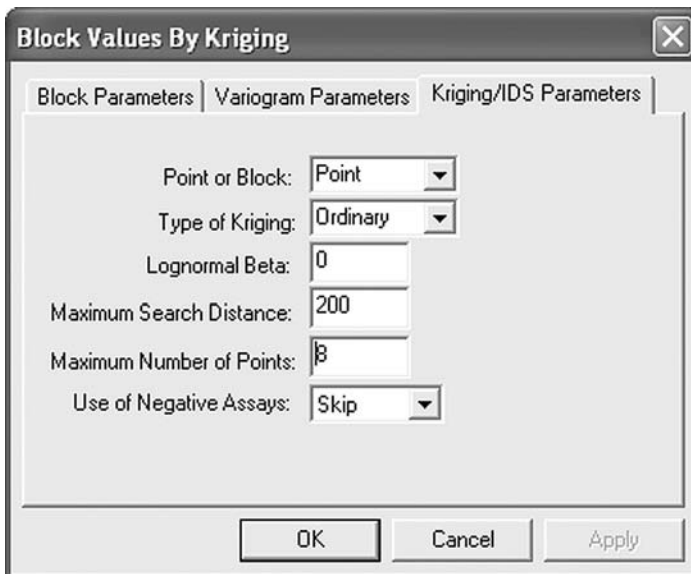 Block Values By Kriging
Block Parameters Variogram Parameters Kriging/IDS Parameters
Point or Block: Point
Type of Kriging: Ordinary
Lognormal Beta: 0
Maximum Search Distance: 200
Maximum Number of Points: 8
Use of Negative Assays: Skip
OK Cancel Apply